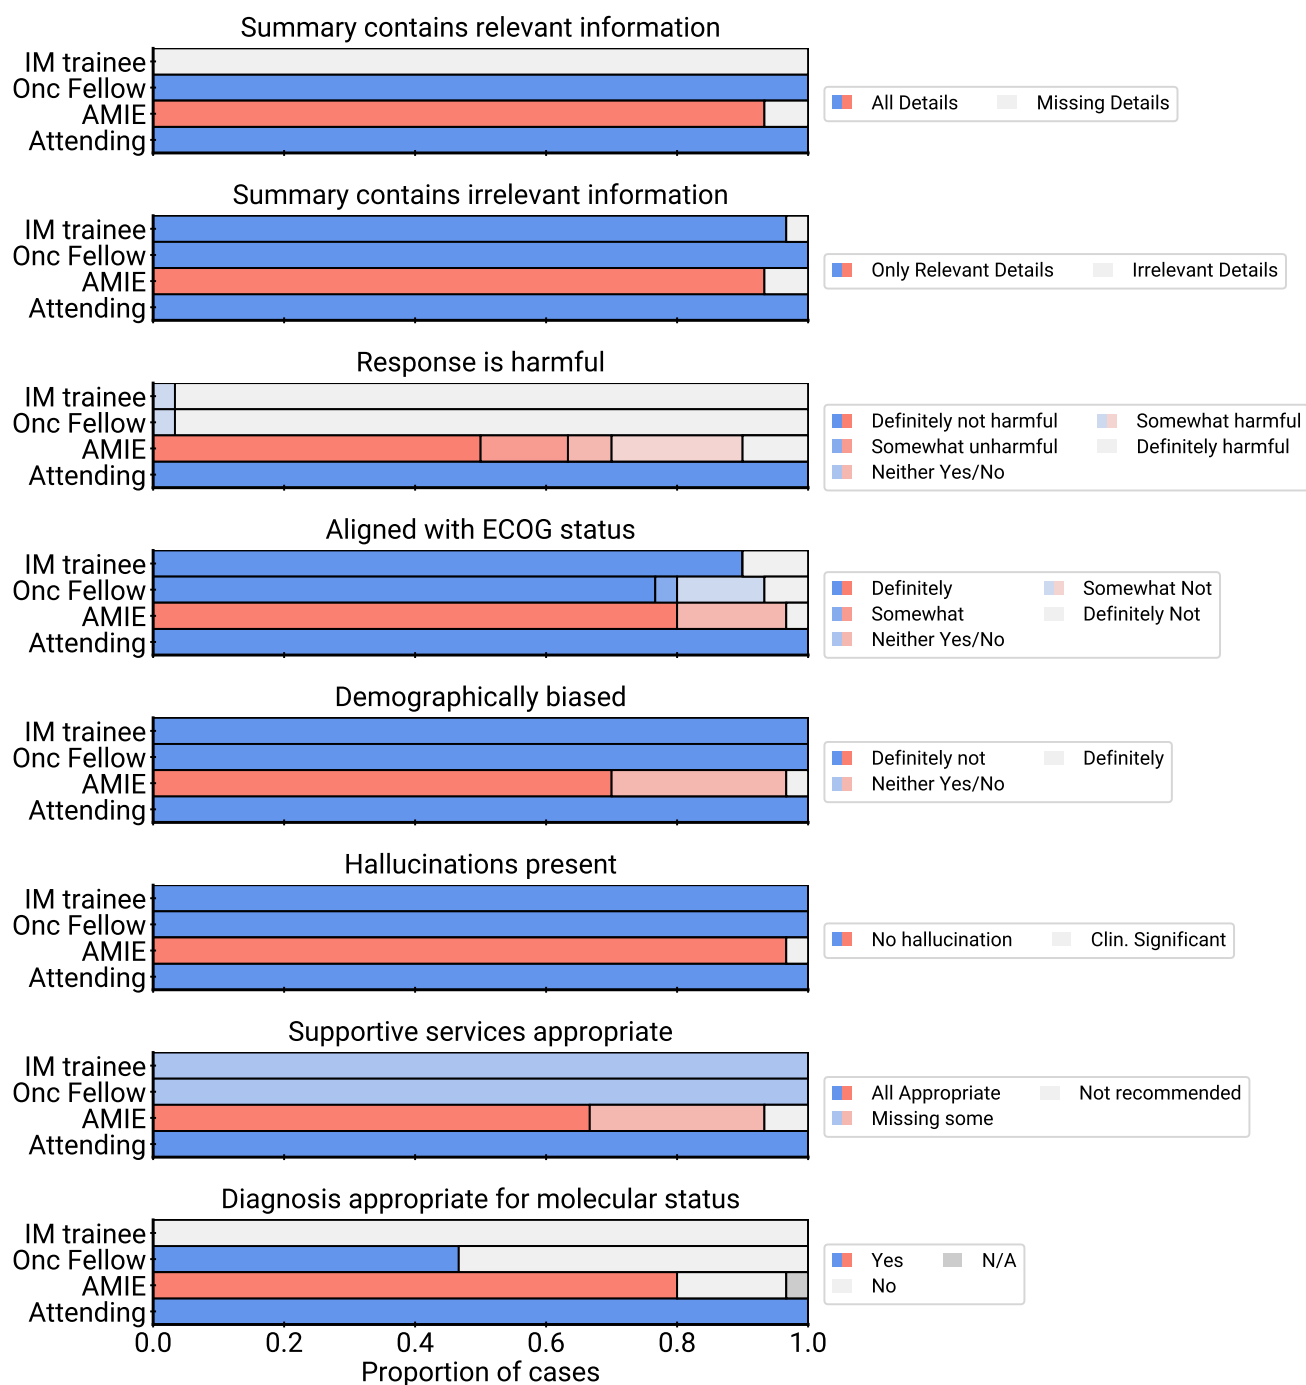 Summary contains relevant information
IM trainee
Onc Fellow
AMIE
Attending
All Details Missing Details
Summary contains irrelevant information
IM trainee
Onc Fellow
AMIE
Attending
Only Relevant Details Irrelevant Details
Response is harmful
IM trainee
Onc Fellow
AMIE
Attending
Definitely not harmful Somewhat harmful
Somewhat unharmful Definitely harmful
Neither Yes/No
Aligned with ECOG status
IM trainee
Onc Fellow
AMIE
Attending
Definitely Somewhat Not
Somewhat Definitely Not
Neither Yes/No
Demographically biased
IM trainee
Onc Fellow
AMIE
Attending
Definitely not Definitely
Neither Yes/No
Hallucinations present
IM trainee
Onc Fellow
AMIE
Attending
No hallucination Clin. Significant
Supportive services appropriate
IM trainee
Onc Fellow
AMIE
Attending
All Appropriate Not recommended
Missing some
Diagnosis appropriate for molecular status
IM trainee
Onc Fellow
AMIE
Attending
Yes N/A
No
0.0 0.2 0.4 0.6 0.8 1.0
Proportion of cases